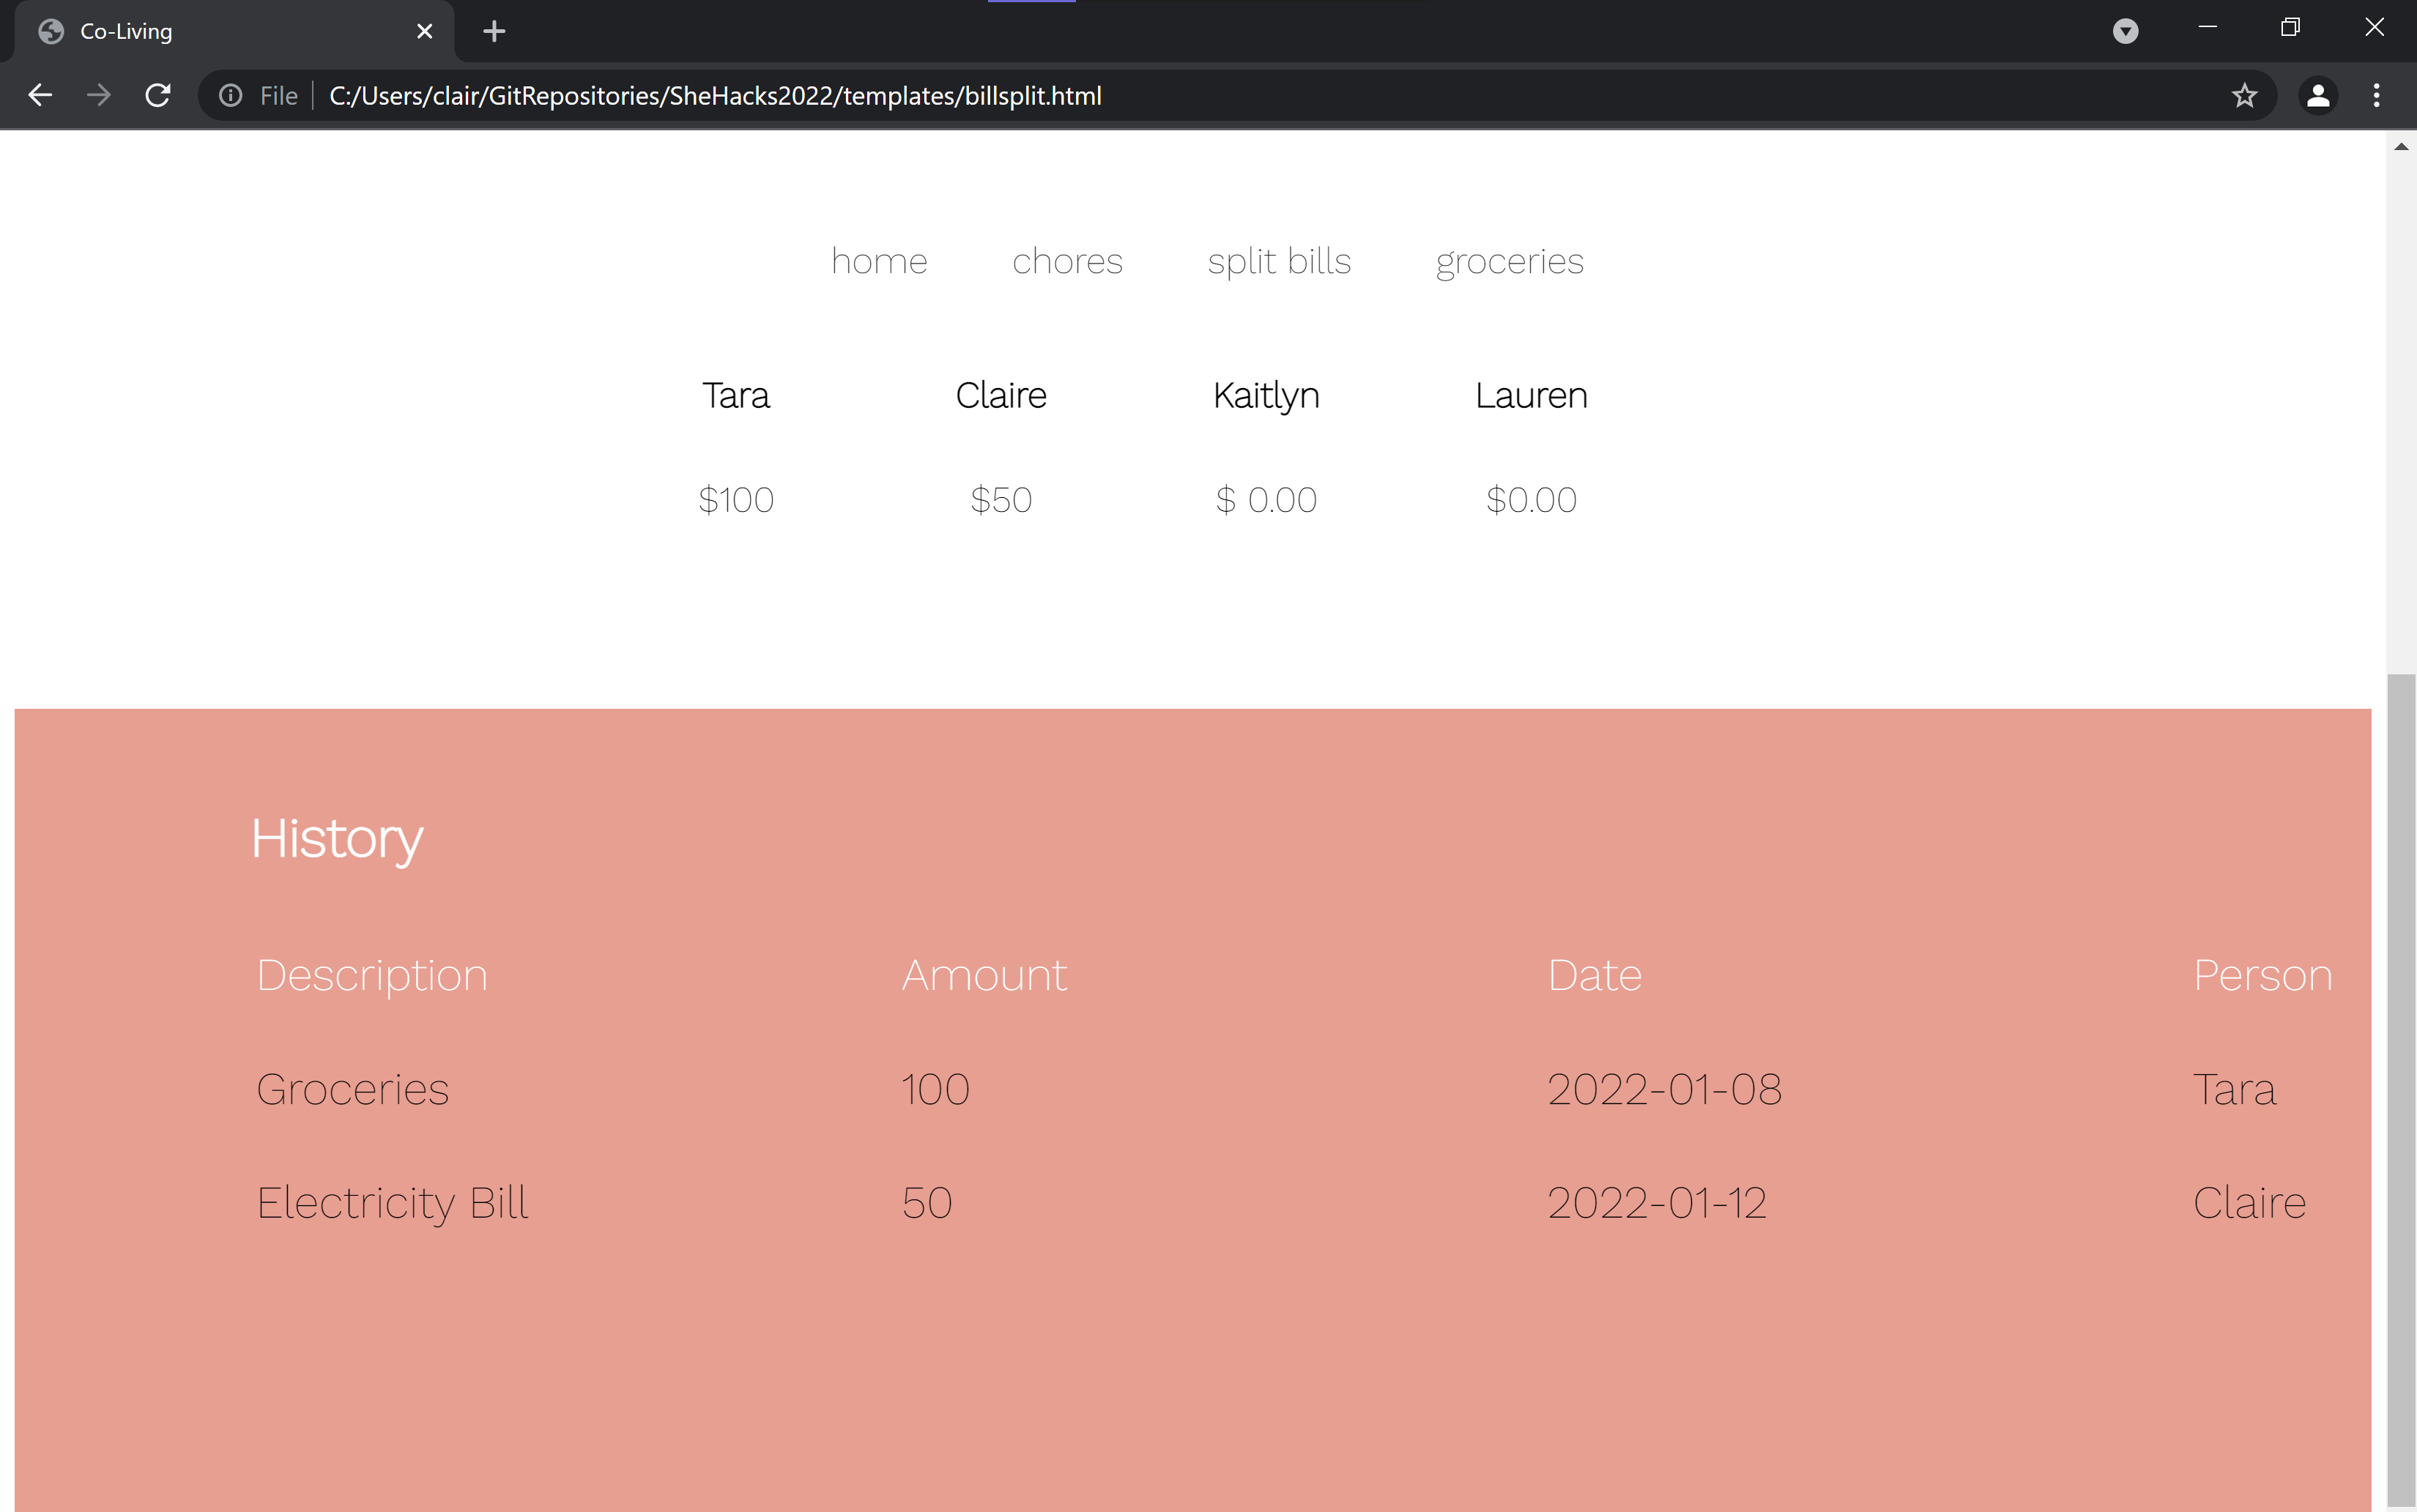 Co-Living
File C:/Users/clair/GitRepositories/SheHacks2022/templates/billsplit.html
home chores split bills groceries
Tara Claire Kaitlyn Lauren
$100 $50 $ 0.00 $0.00
History
Description Amount Date Person
Groceries 100 2022-01-08 Tara
Electricity Bill 50 2022-01-12 Claire